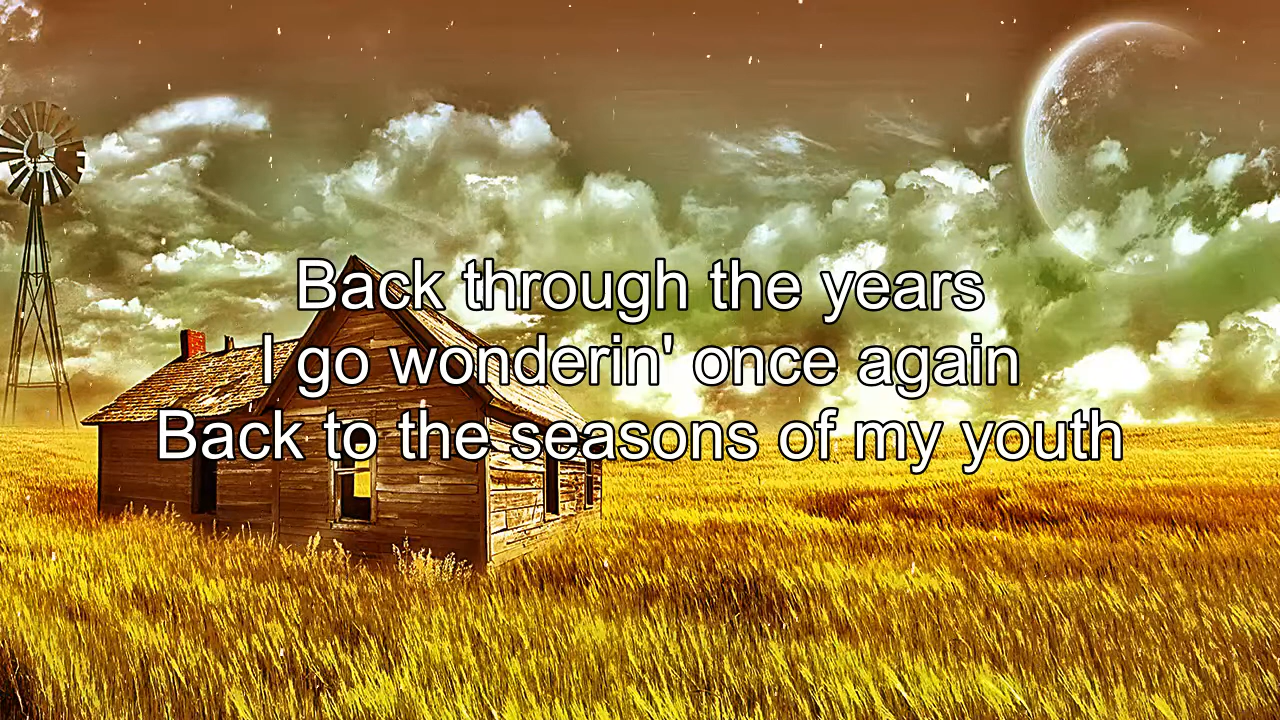 Back through the years
I go wonderin' once again
Back to the seasons of my youth